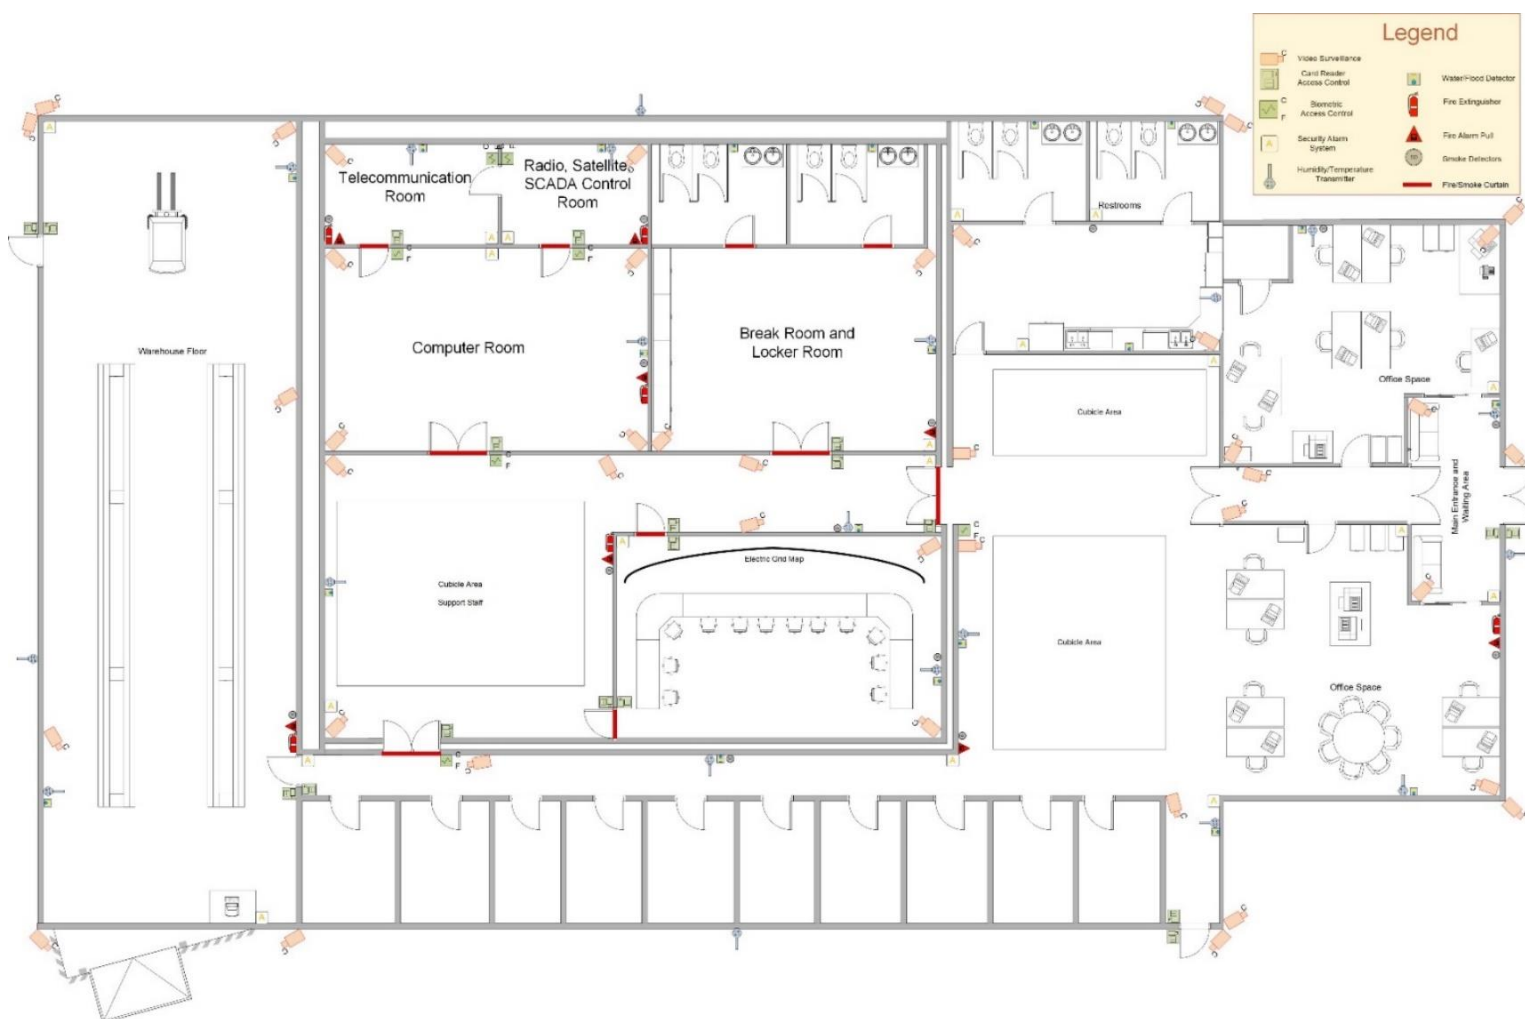 Legend
Video Surveillance
Card Reader
Access Control
Biometric
Access Control
Security Alarm
System
Humidity/Temperature
Transmitter
Water/Flood Detector
Fire Extinguisher
Fire Alarm Pull
Smoke Detectors
Fire/Smoke Curtain
Telecommunication
Room
Radio, Satellite,
SCADA Control
Room
Restrooms
Warehouse Floor
Computer Room
Break Room and
Locker Room
Cubicle Area
Office Space
Main Entrance and
Waiting Area
Electric Grid Map
Cubicle Area
Support Staff
Cubicle Area
Office Space